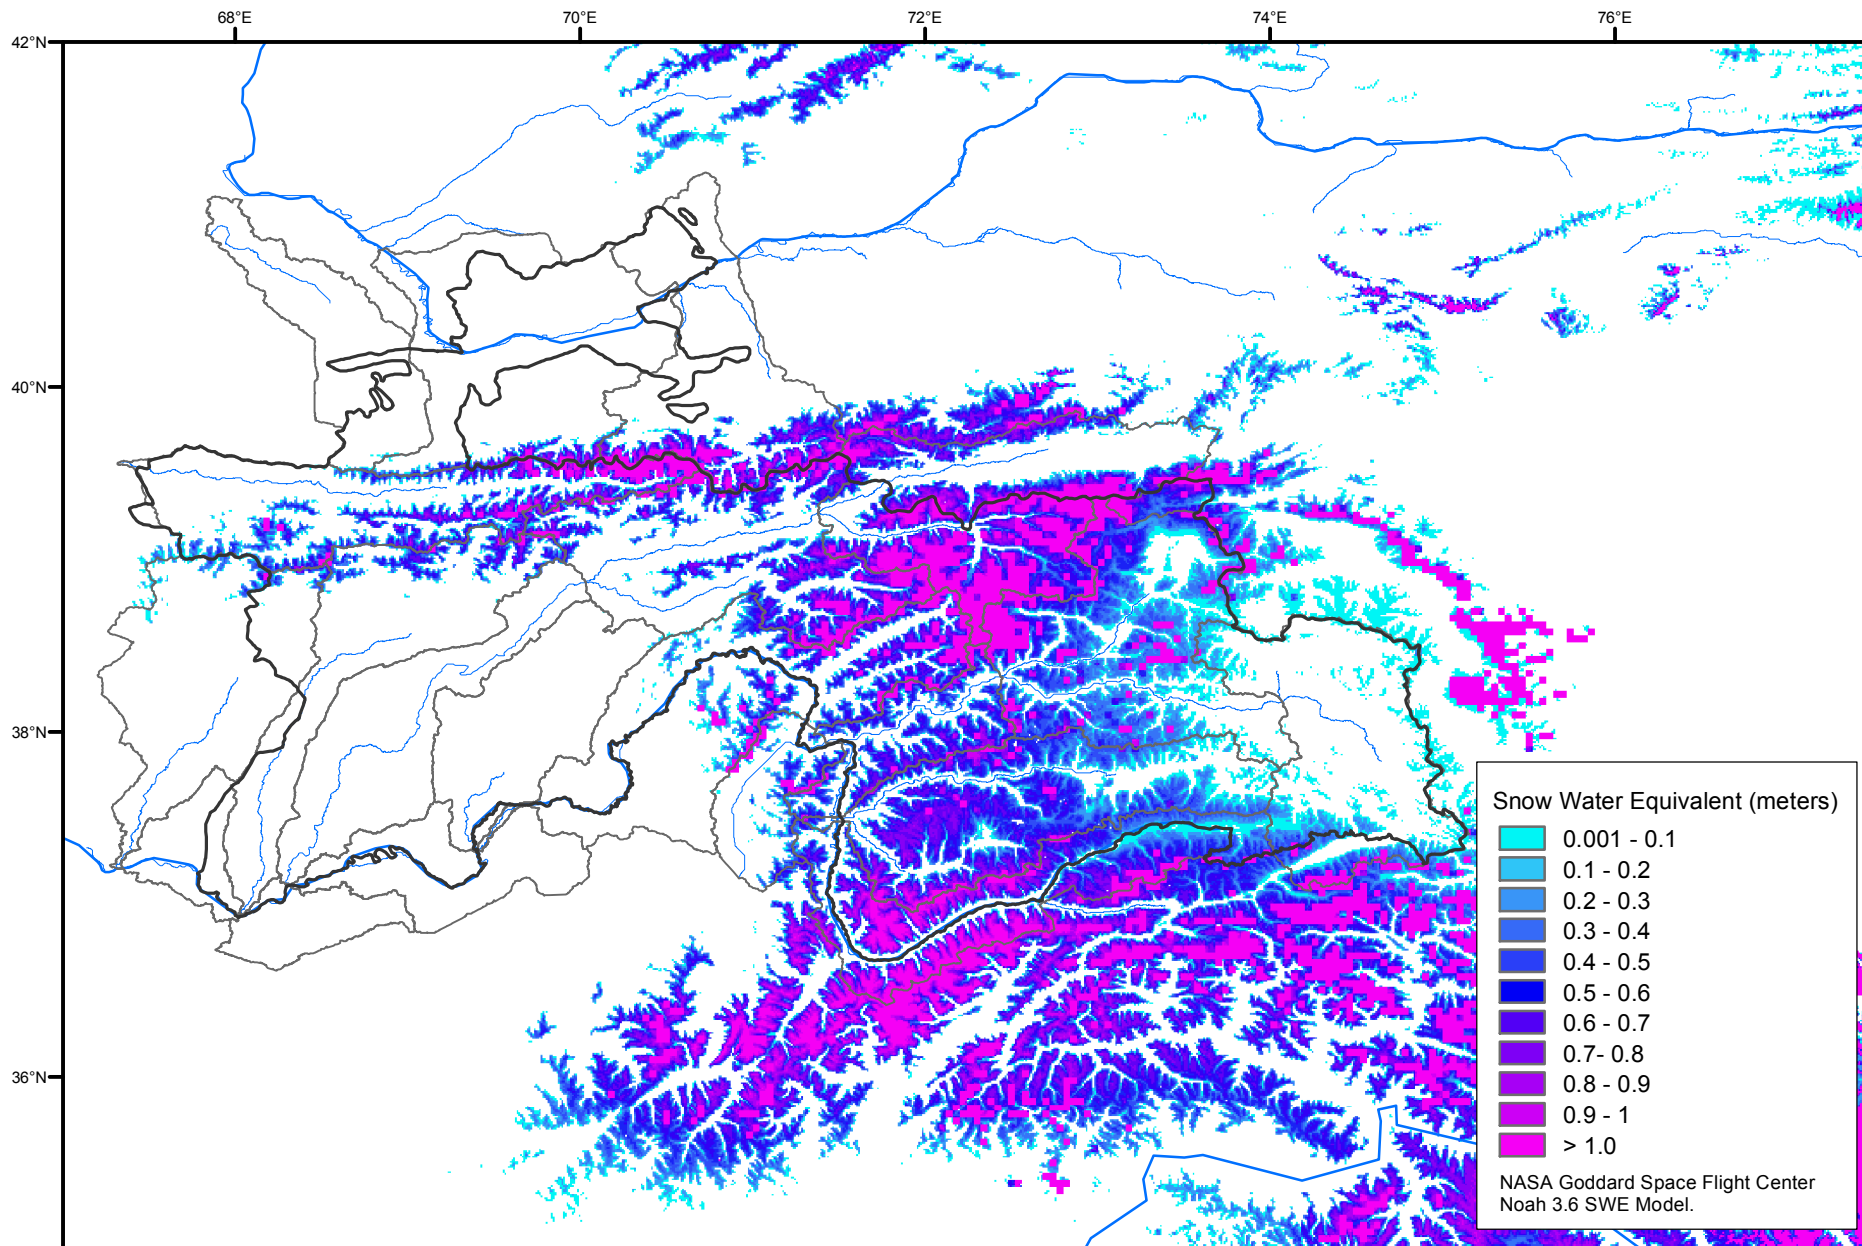 68°E 70°E 72°E 74°E 76°E
42°N
40°N
38°N
36°N
Snow Water Equivalent (meters)
0.001 - 0.1
0.1 - 0.2
0.2 - 0.3
0.3 - 0.4
0.4 - 0.5
0.5 - 0.6
0.6 - 0.7
0.7- 0.8
0.8 - 0.9
0.9 - 1
> 1.0
NASA Goddard Space Flight Center
Noah 3.6 SWE Model.